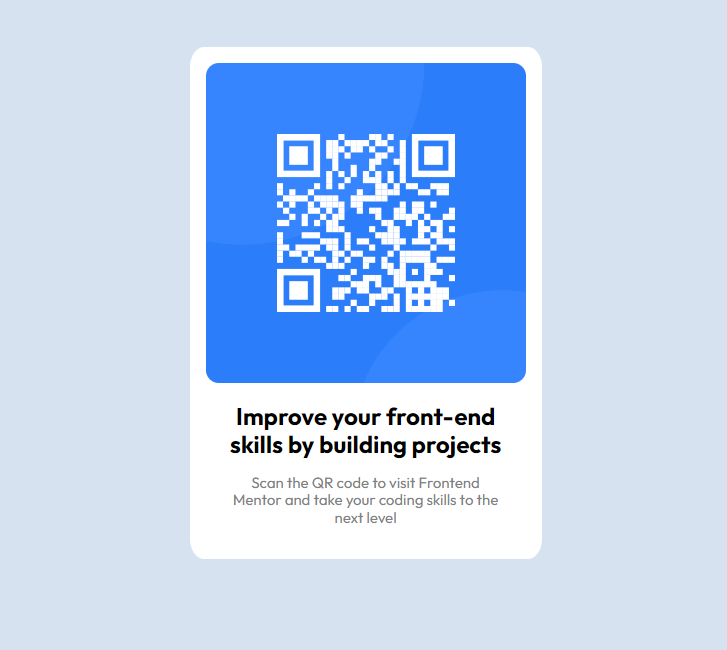 Improve your front-end
skills by building projects
Scan the QR code to visit Frontend
Mentor and take your coding skills to the
next level